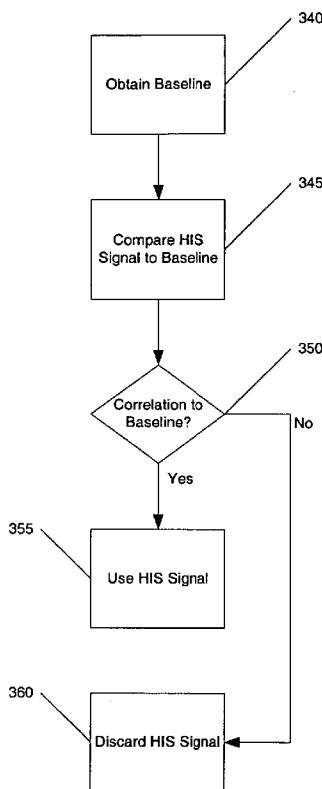 340
Obtain Baseline
345
Compare HIS
Signal to Baseline
350
Correlation to
Baseline?
No
Yes
355
Use HIS Signal
360
Discard HIS Signal